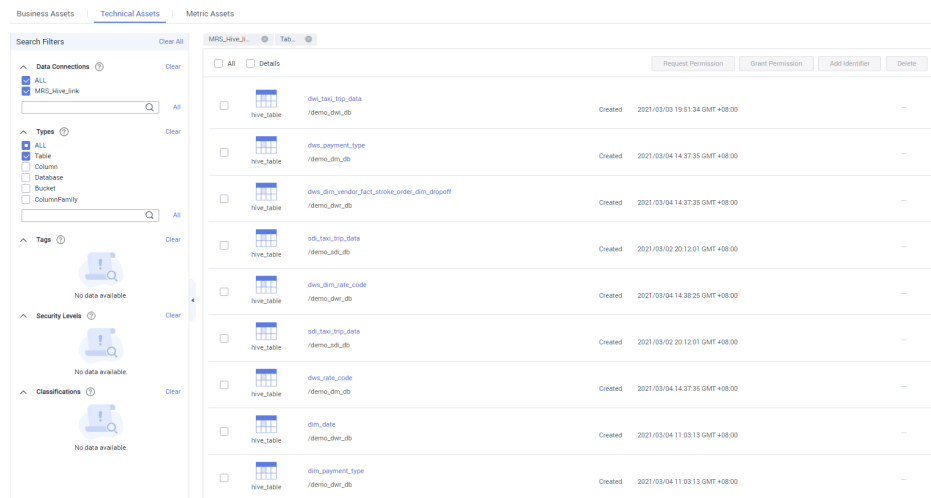 Business Assets Technical Assets Metric Assets
Search Filters Clear All
Data Connections ? Clear
ALL
MRS_Hive_link
All
Types ? Clear
ALL
Table
Column
Database
Bucket
ColumnFamily
All
Tags ? Clear
No data available.
Security Levels ? Clear
No data available.
Classifications ? Clear
No data available.
MRS_Hive_li... Tab...
All Details Request Permission Grant Permission Add Identifier Delete
dwi_taxi_trip_data
hive_table /demo_dwi_db Created 2021/03/03 19:51:34 GMT +08:00 ...
dws_payment_type
hive_table /demo_dm_db Created 2021/03/04 14:37:35 GMT +08:00 ...
dws_dim_vendor_fact_stroke_order_dim_dropoff
hive_table /demo_dwr_db Created 2021/03/04 14:37:35 GMT +08:00 ...
sdi_taxi_trip_data
hive_table /demo_sdi_db Created 2021/03/02 20:12:01 GMT +08:00 ...
dws_dim_rate_code
hive_table /demo_dwr_db Created 2021/03/04 14:38:25 GMT +08:00 ...
sdi_taxi_trip_data
hive_table /demo_sdi_db Created 2021/03/02 20:12:01 GMT +08:00 ...
dws_rate_code
hive_table /demo_dm_db Created 2021/03/04 14:37:35 GMT +08:00 ...
dim_date
hive_table /demo_dwr_db Created 2021/03/04 11:03:13 GMT +08:00 ...
dim_payment_type
hive_table /demo_dwr_db Created 2021/03/04 11:03:13 GMT +08:00 ...